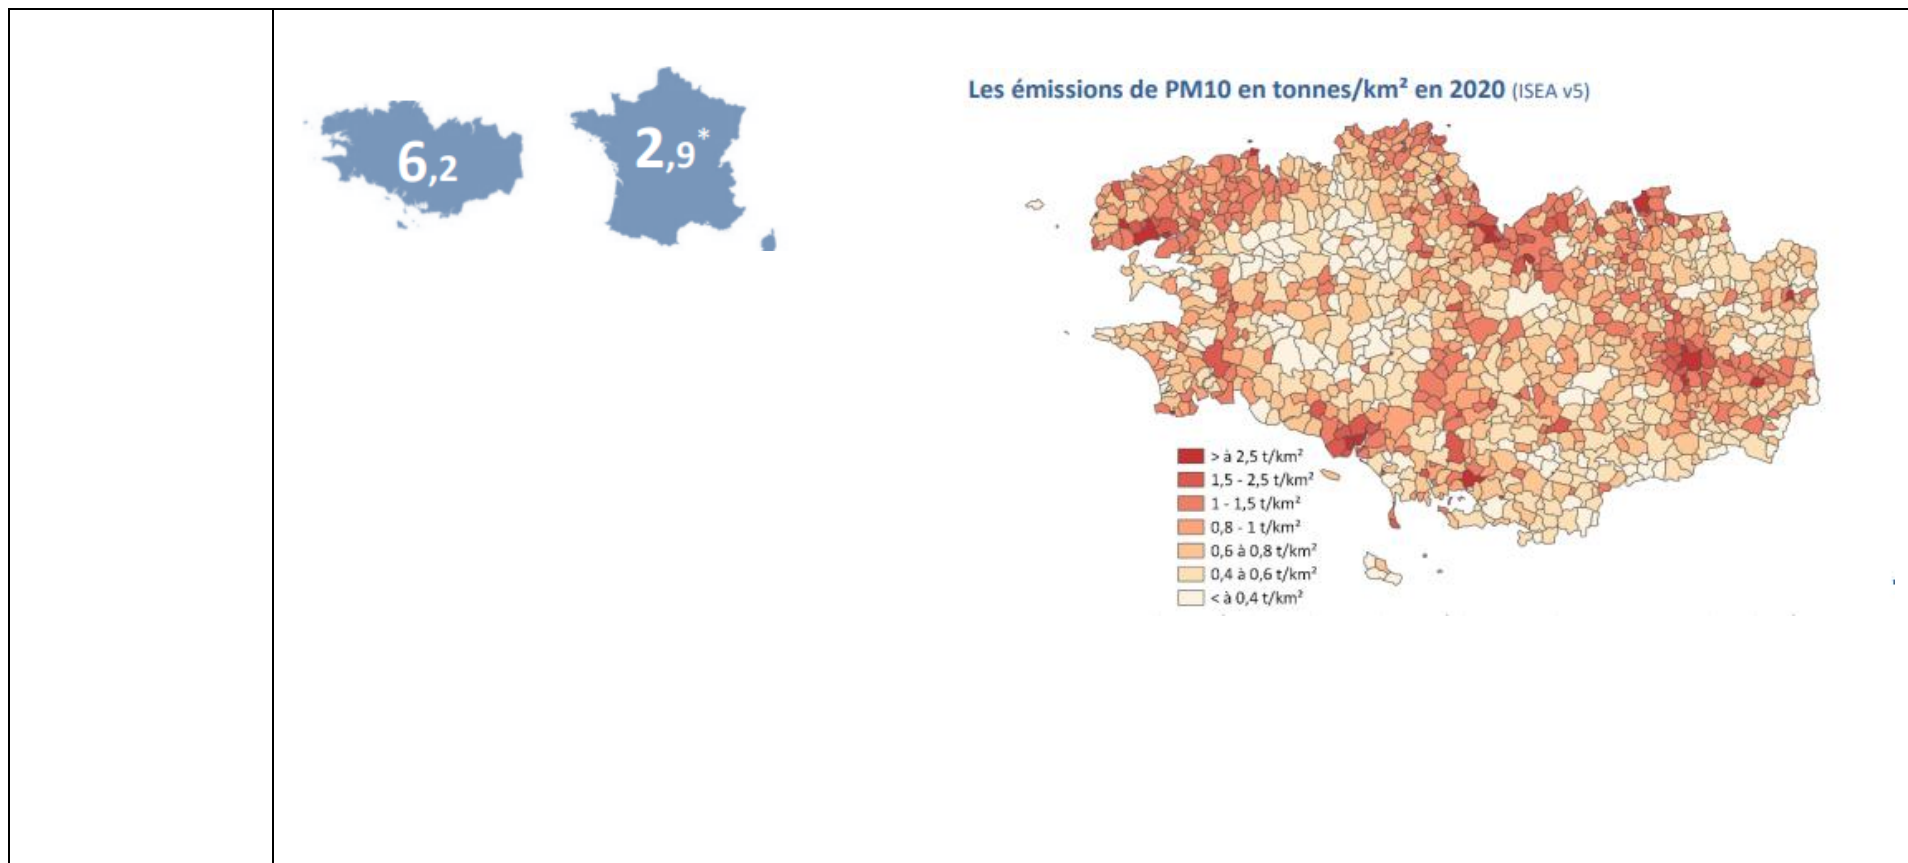 6,2
2,9*
Les émissions de PM10 en tonnes/km² en 2020 (ISEA v5)
> à 2,5 t/km²
1,5 - 2,5 t/km²
1 - 1,5 t/km²
0,8 - 1 t/km²
0,6 à 0,8 t/km²
0,4 à 0,6 t/km²
< à 0,4 t/km²